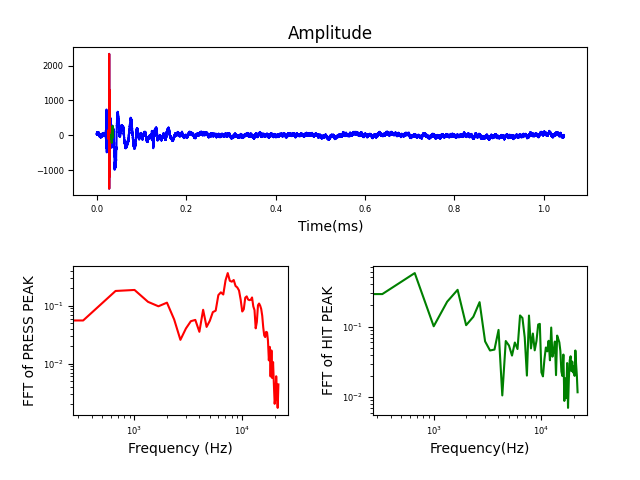 Amplitude
2000
1000
0
−1000
0.0 0.2 0.4 0.6 0.8 1.0
Time(ms)
FFT of PRESS PEAK
10⁻¹
10⁻²
10³ 10⁴
Frequency (Hz)
FFT of HIT PEAK
10⁻¹
10⁻²
10³ 10⁴
Frequency(Hz)